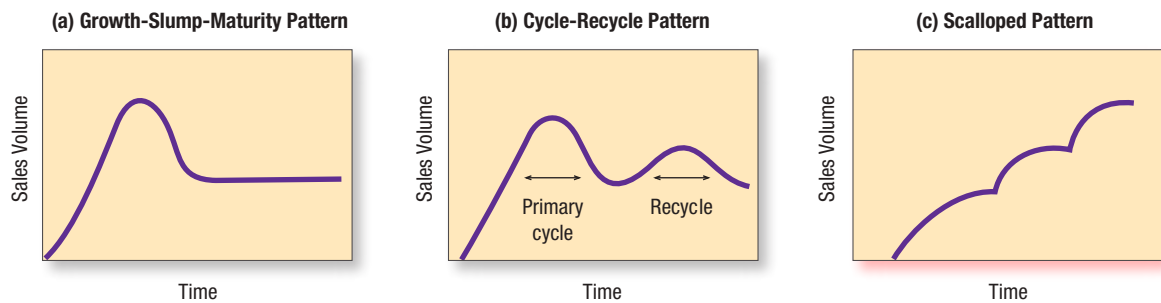 (a) Growth-Slump-Maturity Pattern
Sales Volume
Time
(b) Cycle-Recycle Pattern
Sales Volume
Primary
cycle
Recycle
Time
(c) Scalloped Pattern
Sales Volume
Time